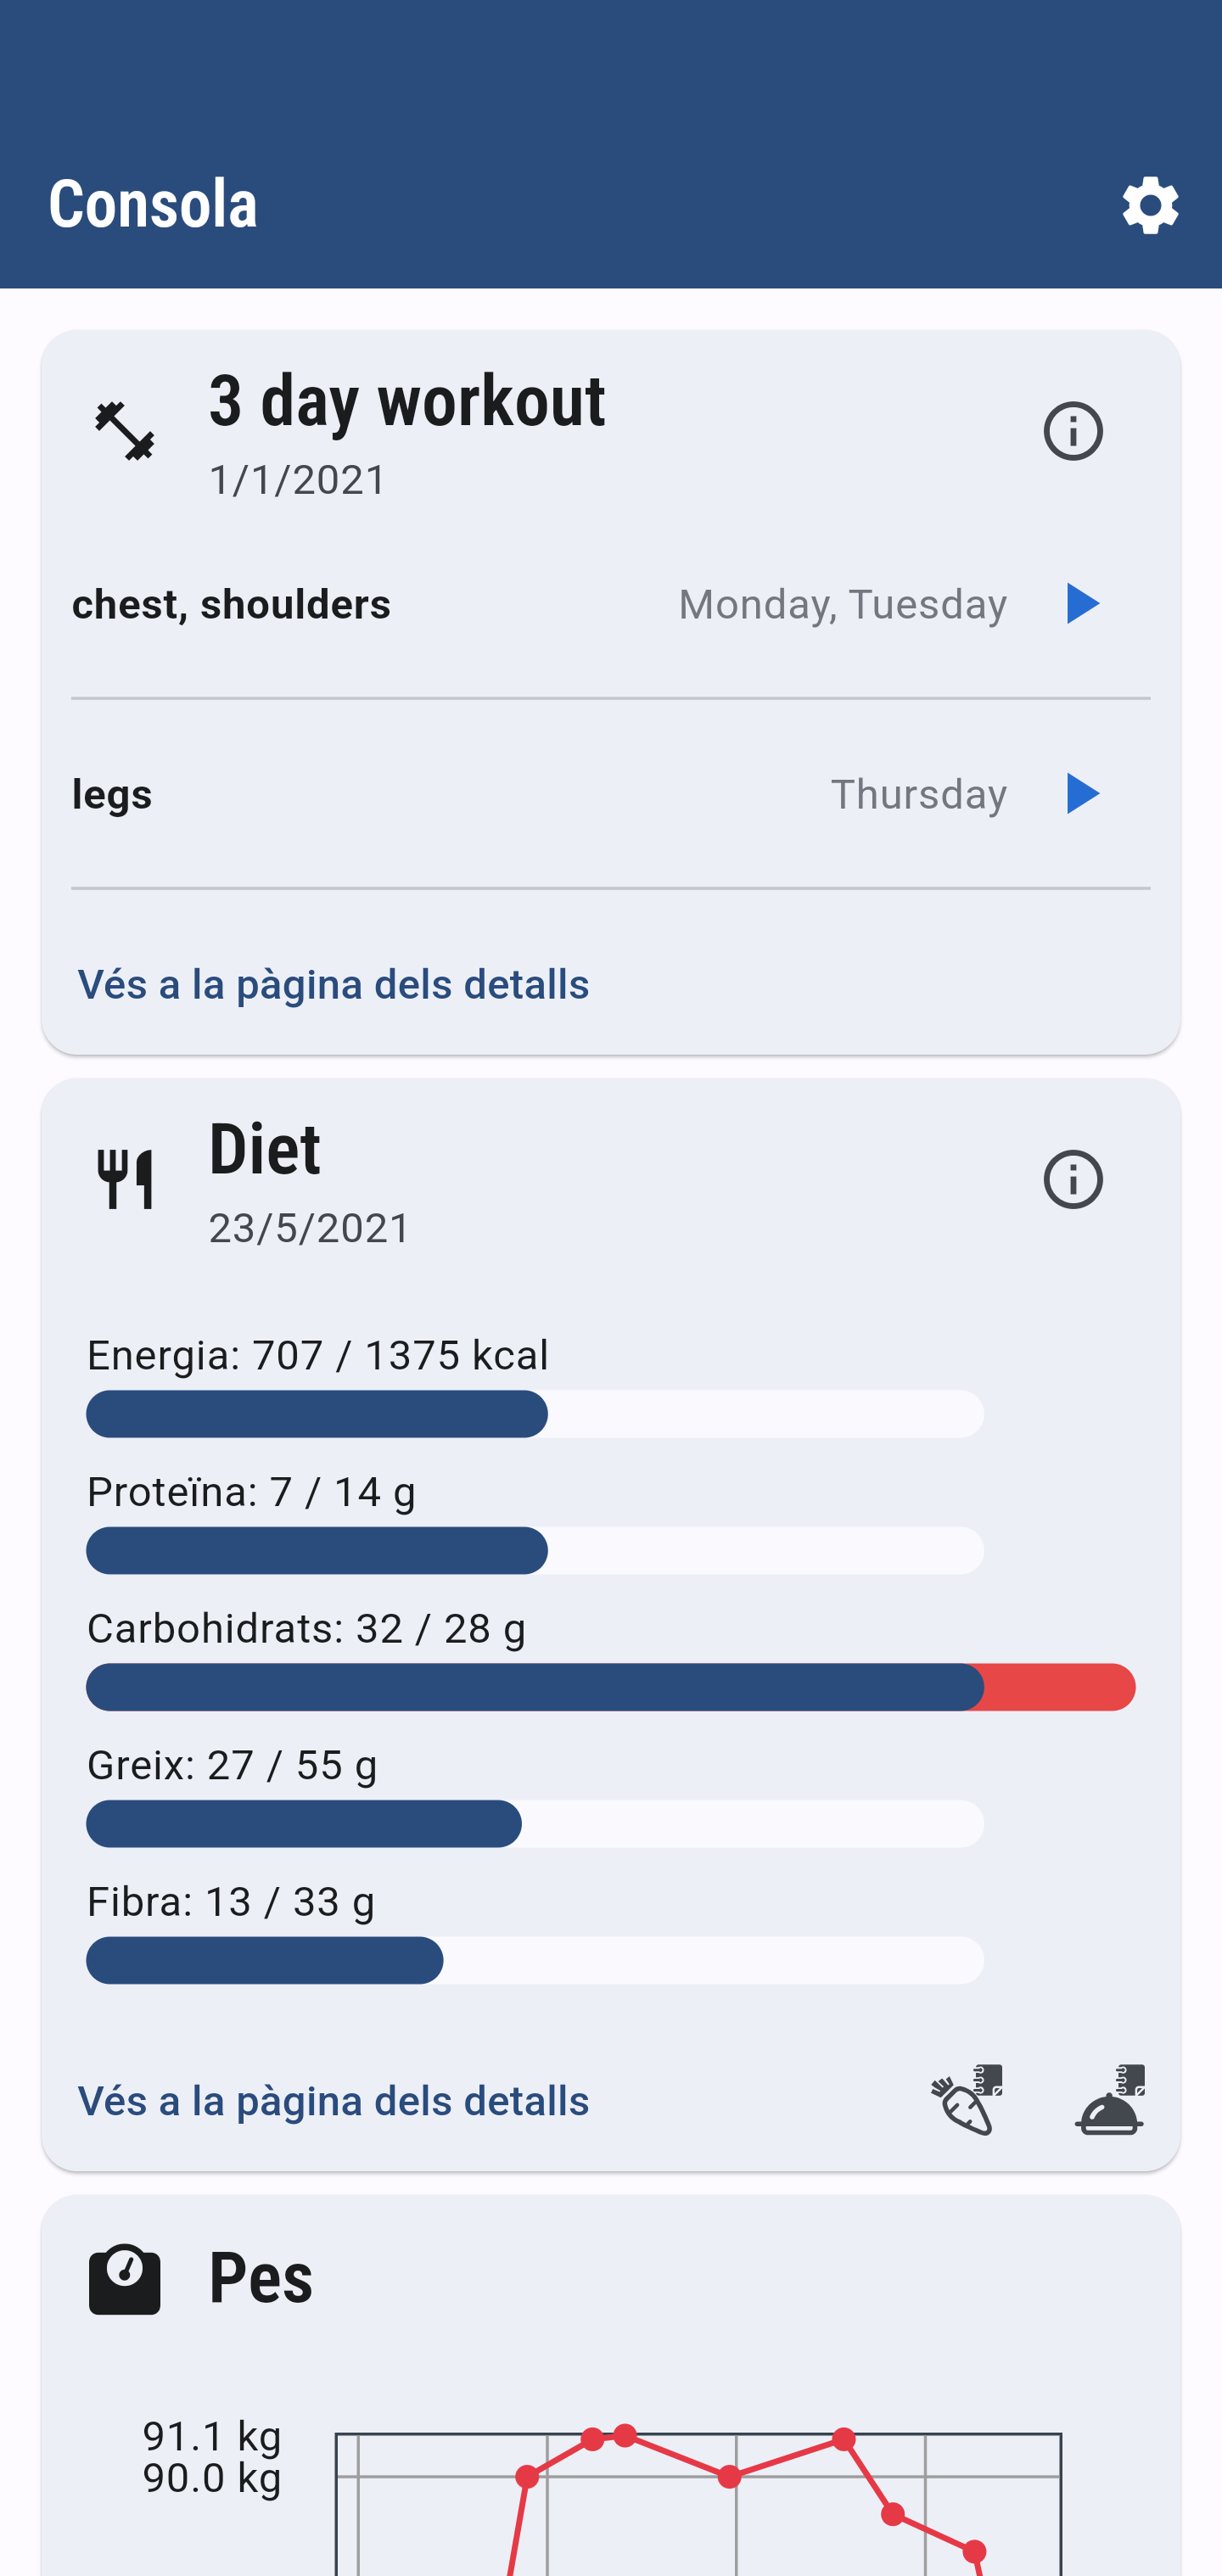 Consola
3 day workout
1/1/2021
chest, shoulders Monday, Tuesday
legs Thursday
Vés a la pàgina dels detalls
Diet
23/5/2021
Energia: 707 / 1375 kcal
Proteïna: 7 / 14 g
Carbohidrats: 32 / 28 g
Greix: 27 / 55 g
Fibra: 13 / 33 g
Vés a la pàgina dels detalls
Pes
91.1 kg
90.0 kg